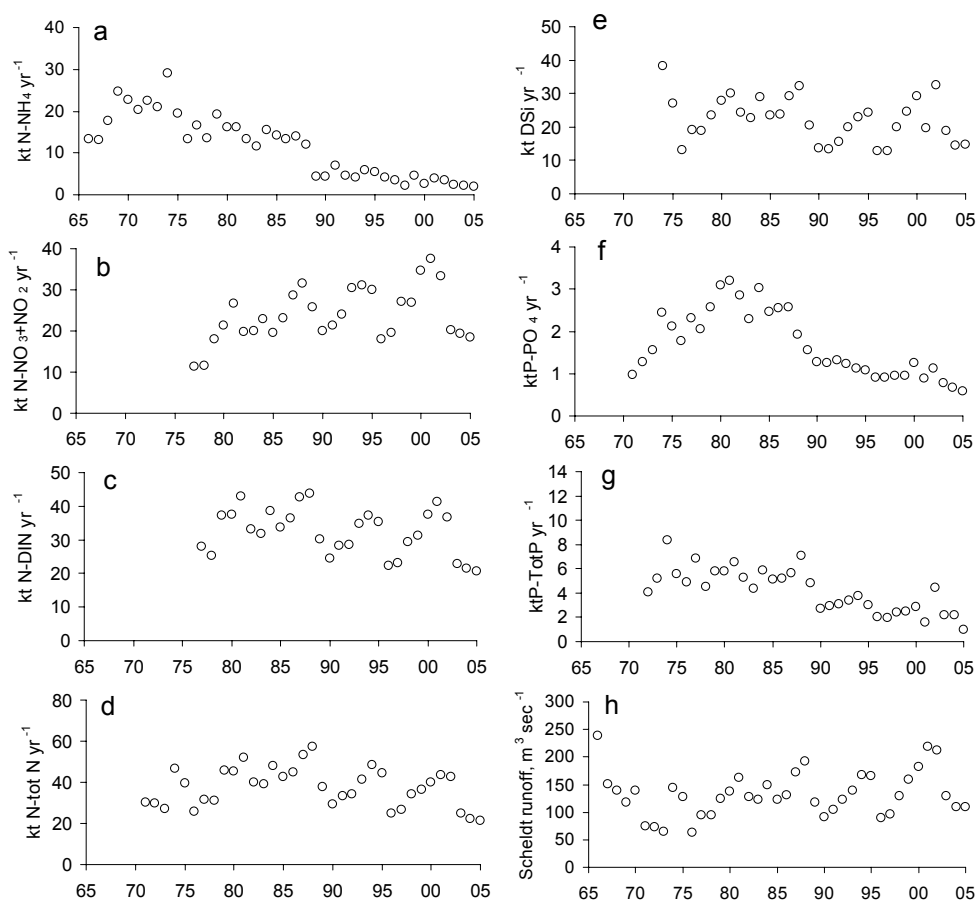 a
kt N-NH₄ yr⁻¹
40
30
20
10
0
65 70 75 80 85 90 95 00 05
b
kt N-NO₃+NO₂ yr⁻¹
40
30
20
10
0
65 70 75 80 85 90 95 00 05
c
kt N-DIN yr⁻¹
50
40
30
20
10
0
65 70 75 80 85 90 95 00 05
d
kt N-tot N yr⁻¹
80
60
40
20
0
65 70 75 80 85 90 95 00 05
e
kt DSi yr⁻¹
50
40
30
20
10
0
65 70 75 80 85 90 95 00 05
f
ktP-PO₄ yr⁻¹
4
3
2
1
0
65 70 75 80 85 90 95 00 05
g
ktP-TotP yr⁻¹
14
12
10
8
6
4
2
0
65 70 75 80 85 90 95 00 05
h
Scheldt runoff, m³ sec⁻¹
300
250
200
150
100
50
0
65 70 75 80 85 90 95 00 05